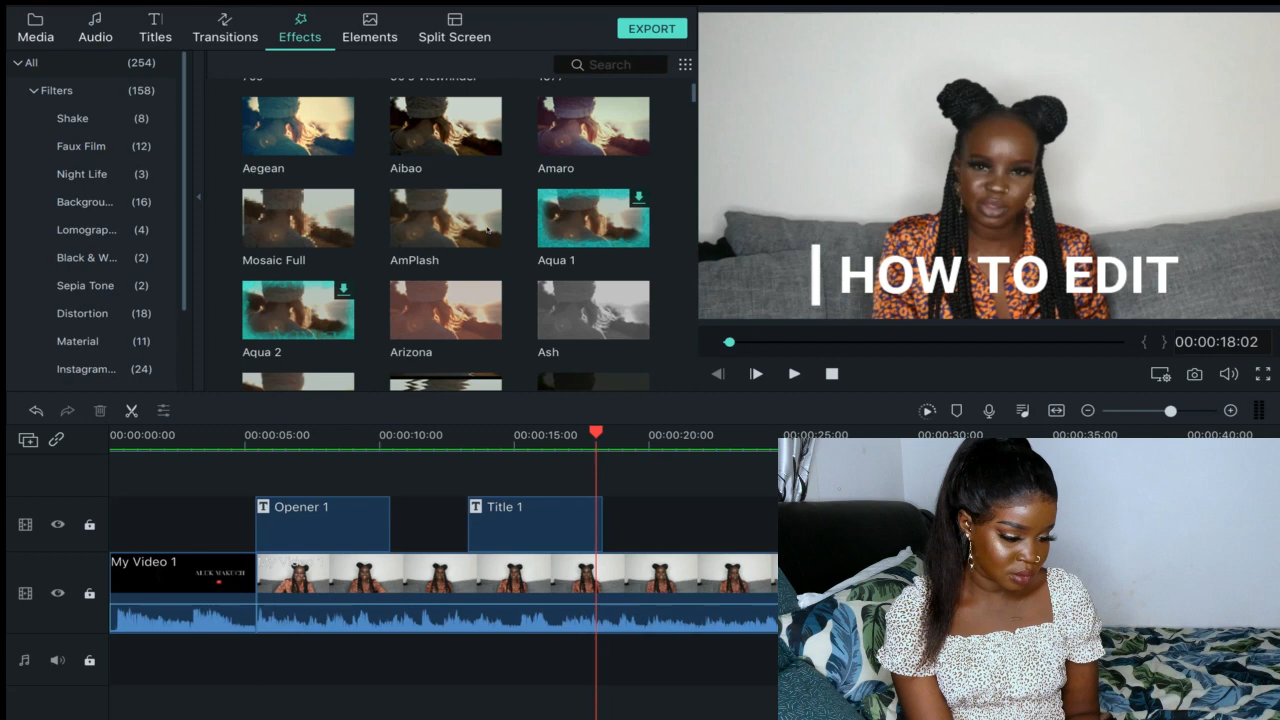 Media Audio Titles Transitions Effects Elements Split Screen EXPORT
All (254)
Search
Filters (158)
Shake (8)
Faux Film (12)
Night Life (3)
Backgrou... (16)
Lomograp... (4)
Black & W... (2)
Sepia Tone (2)
Distortion (18)
Material (11)
Instagram... (24)
Aegean Aibao Amaro
Mosaic Full AmPlash Aqua 1
Aqua 2 Arizona Ash
HOW TO EDIT
{ } 00:00:18:02
00:00:00:00 00:00:05:00 00:00:10:00 00:00:15:00 00:00:20:00 00:00:25:00 00:00:30:00 00:00:35:00 00:00:40:00
T Opener 1 T Title 1
My Video 1